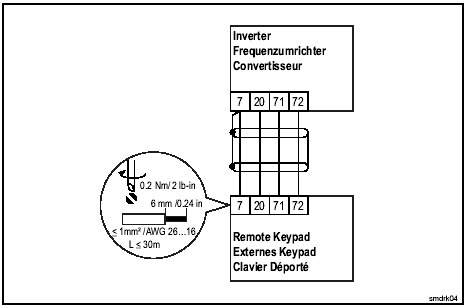 Inverter
Frequenzumrichter
Convertisseur
7 20 71 72
0.2 Nm/ 2 lb-in
6 mm /0.24 in
≤ 1mm² /AWG 26...16
L ≤ 30m
7 20 71 72
Remote Keypad
Externes Keypad
Clavier Déporté
smdrk04